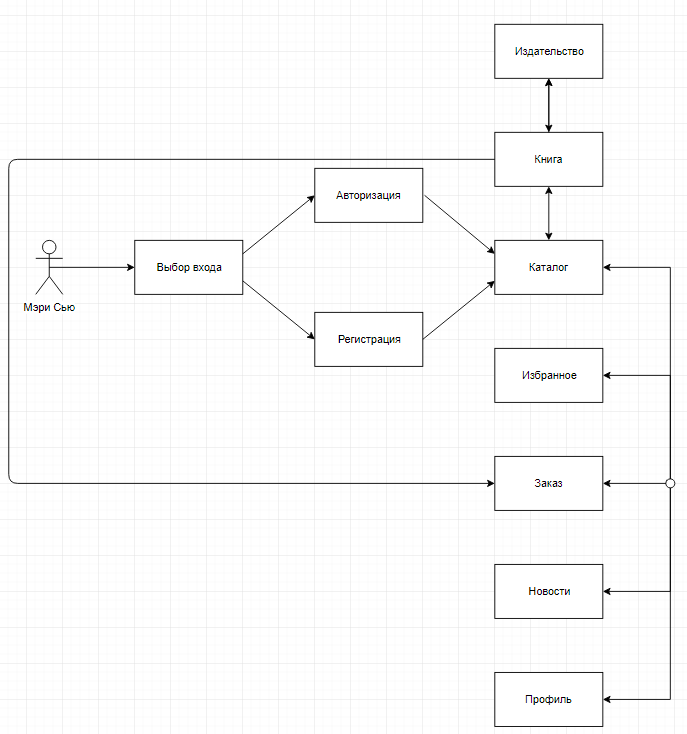 Издательство
Книга
Авторизация
Выбор входа
Каталог
Мэри Сью
Регистрация
Избранное
Заказ
Новости
Профиль